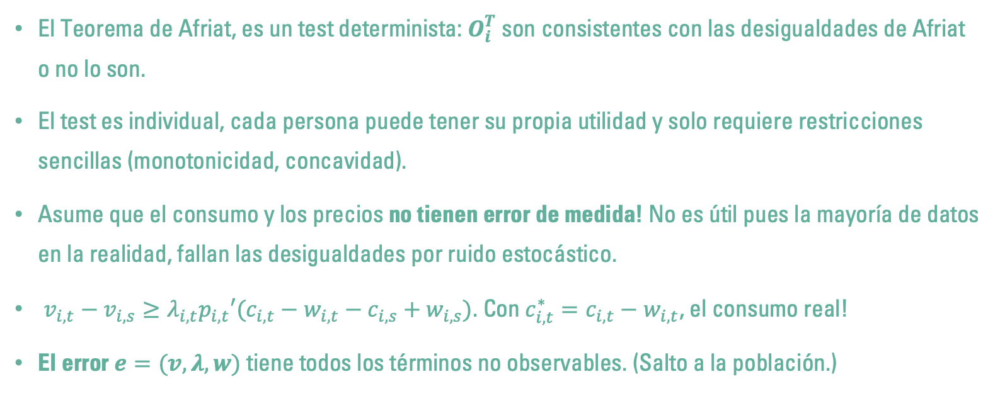 • El Teorema de Afriat, es un test determinista: $\boldsymbol{O}_i^T$ son consistentes con las desigualdades de Afriat
o no lo son.
• El test es individual, cada persona puede tener su propia utilidad y solo requiere restricciones
sencillas (monotonicidad, concavidad).
• Asume que el consumo y los precios no tienen error de medida! No es útil pues la mayoría de datos
en la realidad, fallan las desigualdades por ruido estocástico.
• $v_{i,t} - v_{i,s} \geq \lambda_{i,t} p_{i,t}'(c_{i,t} - w_{i,t} - c_{i,s} + w_{i,s})$. Con $c_{i,t}^* = c_{i,t} - w_{i,t}$, el consumo real!
• El error $\boldsymbol{e} = (\boldsymbol{v}, \boldsymbol{\lambda}, \boldsymbol{w})$ tiene todos los términos no observables. (Salto a la población.)